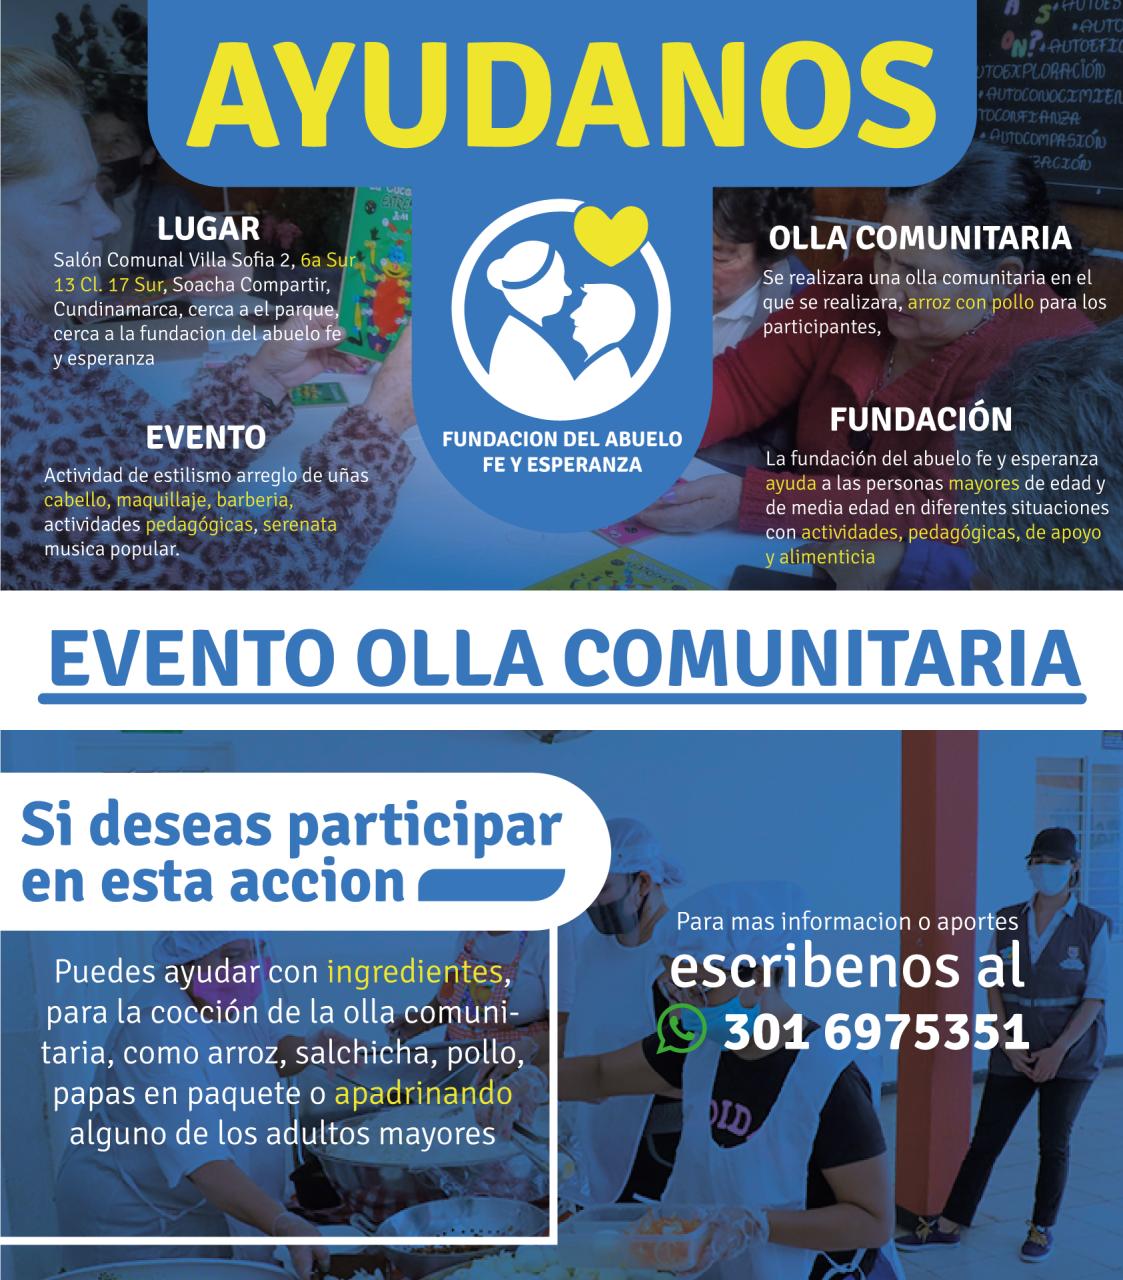 AYUDANOS
A S
ON?
AUTO
AUTOEXPLORACIÓN
AUTOCONOCIMIEN
TOCONFIANZA
AUTOCOMPASIÓN
LUGAR
Salón Comunal Villa Sofia 2, 6a Sur
13 Cl. 17 Sur, Soacha Compartir,
Cundinamarca, cerca a el parque,
cerca a la fundacion del abuelo fe
y esperanza
EVENTO
Actividad de estilismo arreglo de uñas
cabello, maquillaje, barberia,
actividades pedagógicas, serenata
musica popular.
FUNDACION DEL ABUELO
FE Y ESPERANZA
OLLA COMUNITARIA
Se realizara una olla comunitaria en el
que se realizara, arroz con pollo para los
participantes,
FUNDACIÓN
La fundación del abuelo fe y esperanza
ayuda a las personas mayores de edad y
de media edad en diferentes situaciones
con actividades, pedagógicas, de apoyo
y alimenticia
EVENTO OLLA COMUNITARIA
Si deseas participar
en esta accion
Puedes ayudar con ingredientes,
para la cocción de la olla comuni-
taria, como arroz, salchicha, pollo,
papas en paquete o apadrinando
alguno de los adultos mayores
Para mas informacion o aportes
escribenos al
301 6975351